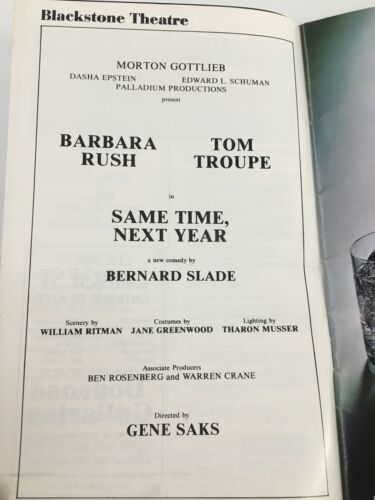 Blackstone Theatre
MORTON GOTTLIEB
DASHA EPSTEIN EDWARD L. SCHUMAN
PALLADIUM PRODUCTIONS
present
BARBARA RUSH
TOM TROUPE
in
SAME TIME,
NEXT YEAR
a new comedy by
BERNARD SLADE
Scenery by Costumes by Lighting by
WILLIAM RITMAN JANE GREENWOOD THARON MUSSER
Associate Producers
BEN ROSENBERG and WARREN CRANE
Directed by
GENE SAKS